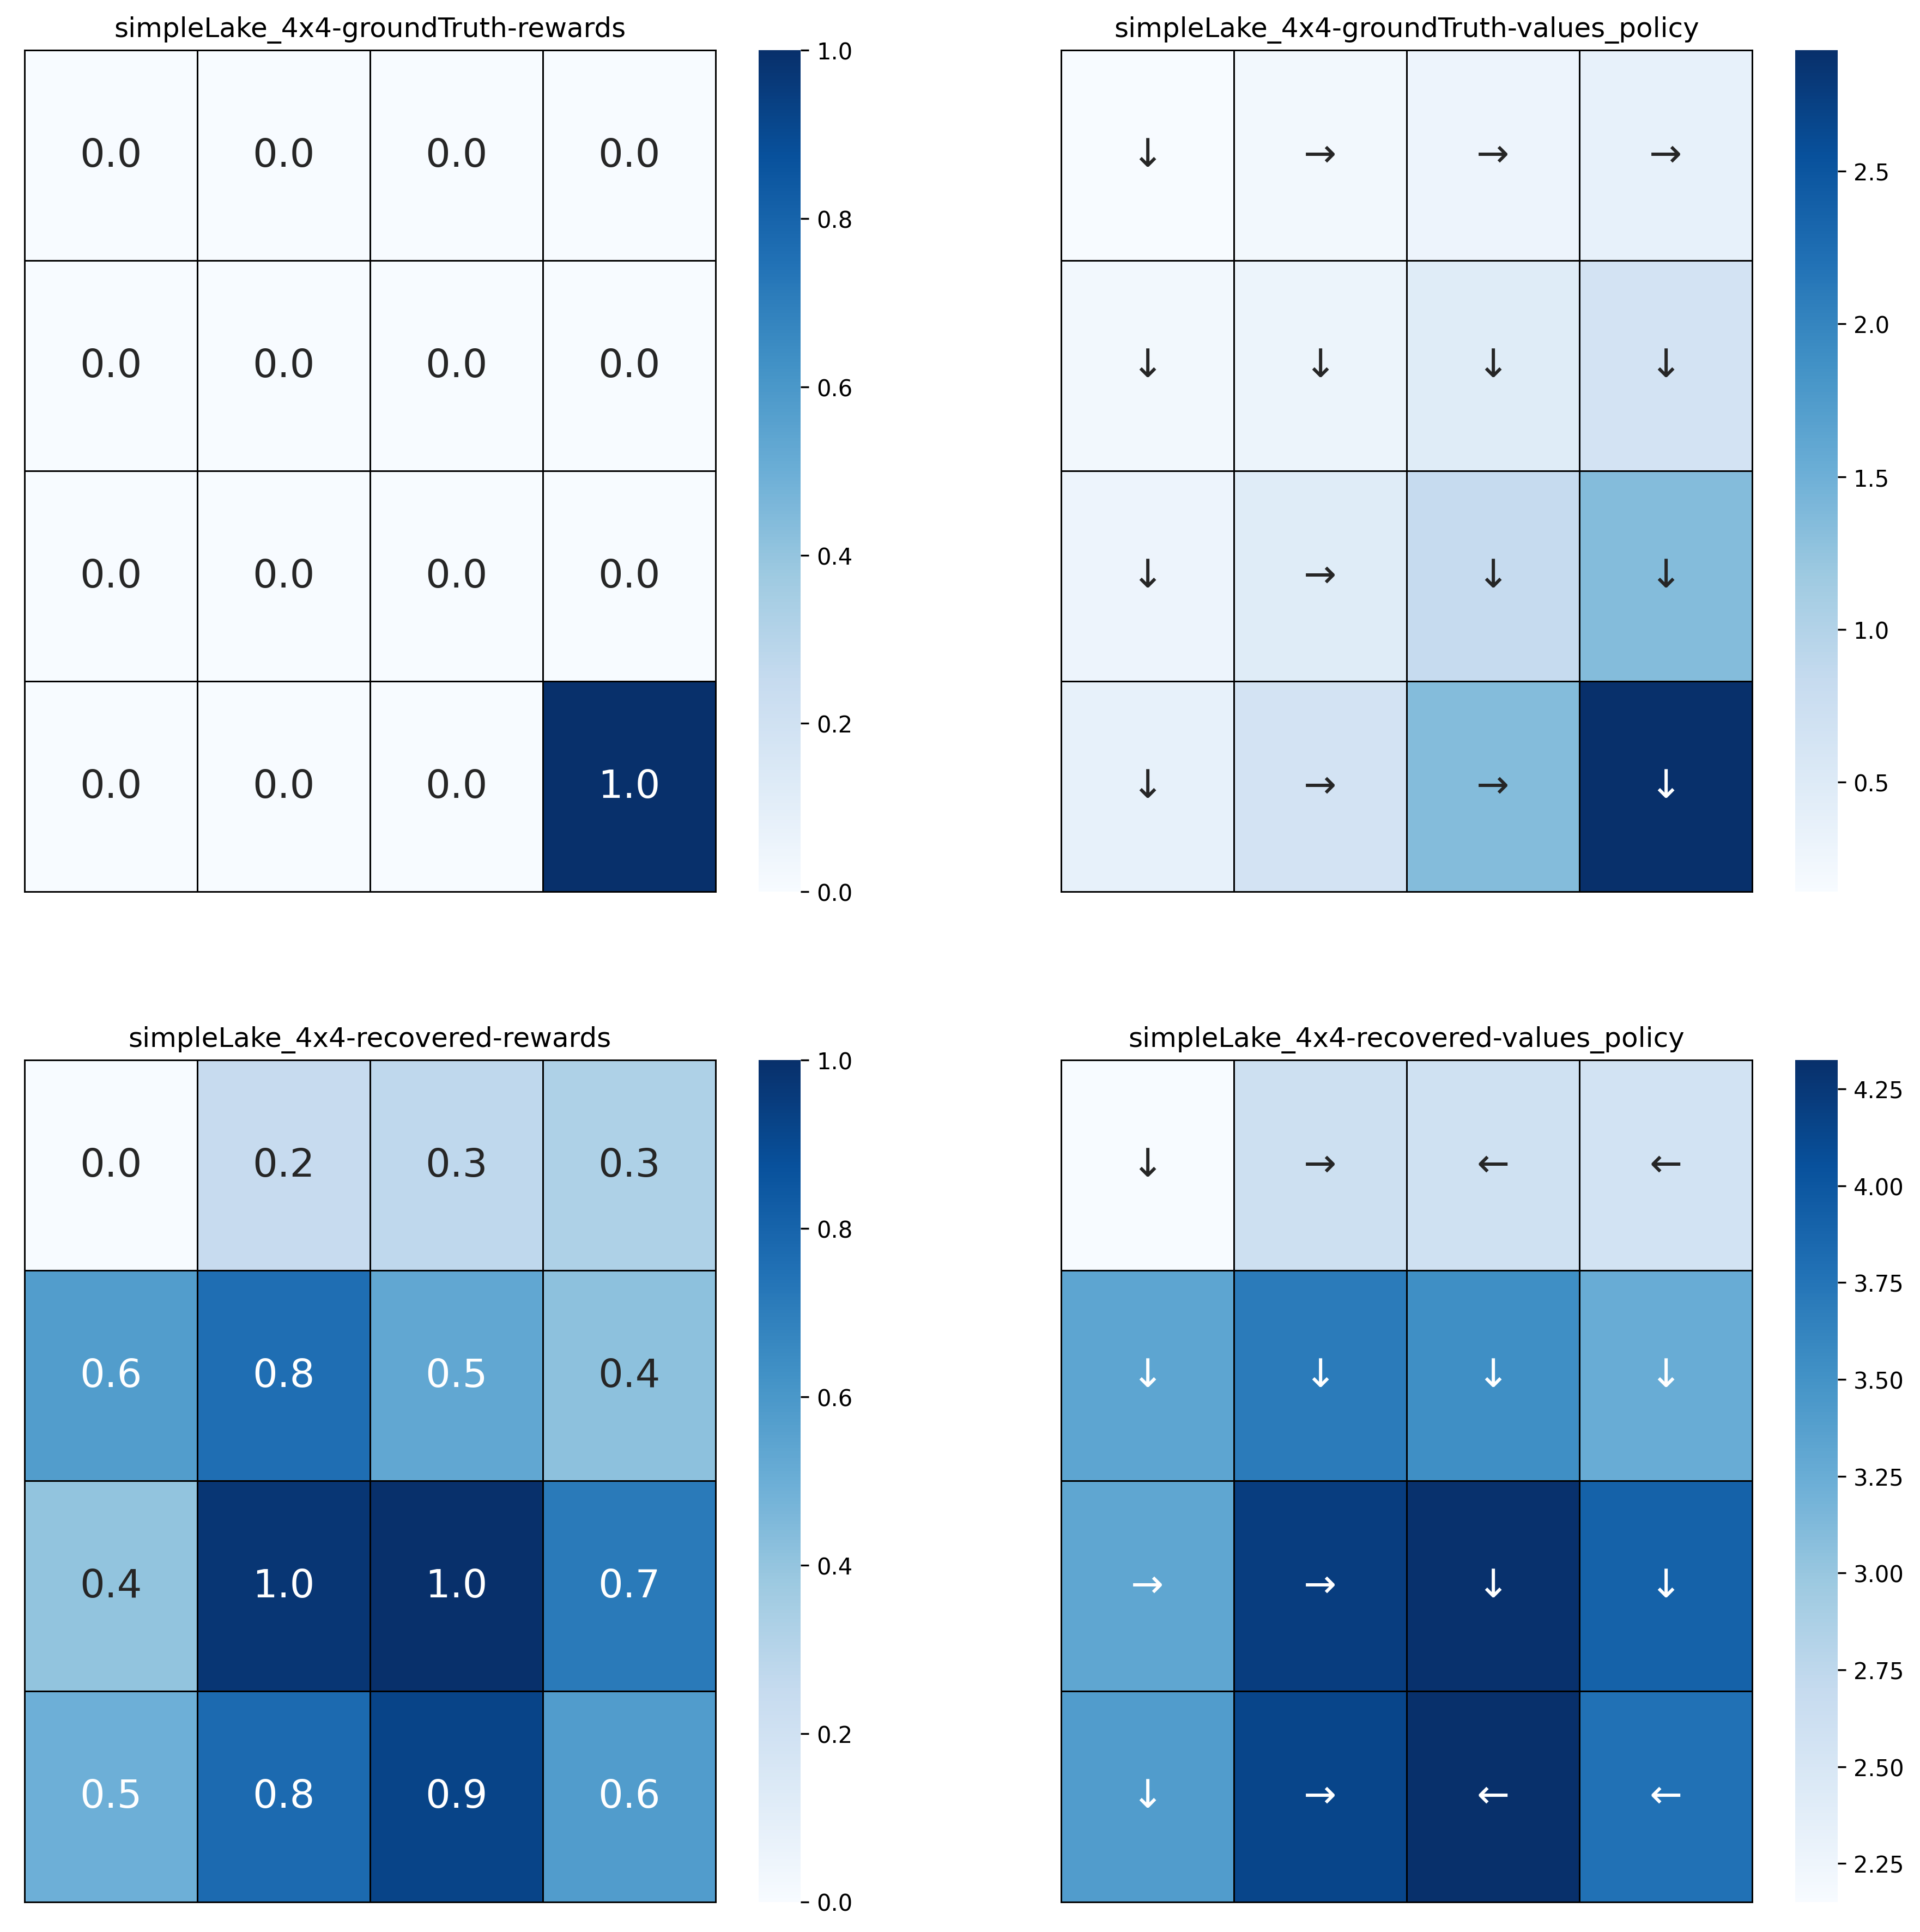 simpleLake_4x4-groundTruth-rewards
0.0 0.0 0.0 0.0
0.0 0.0 0.0 0.0
0.0 0.0 0.0 0.0
0.0 0.0 0.0 1.0
1.0
0.8
0.6
0.4
0.2
0.0
simpleLake_4x4-groundTruth-values_policy
↓ → → →
↓ ↓ ↓ ↓
↓ → ↓ ↓
↓ → → ↓
2.5
2.0
1.5
1.0
0.5
simpleLake_4x4-recovered-rewards
0.0 0.2 0.3 0.3
0.6 0.8 0.5 0.4
0.4 1.0 1.0 0.7
0.5 0.8 0.9 0.6
1.0
0.8
0.6
0.4
0.2
0.0
simpleLake_4x4-recovered-values_policy
↓ → ← ←
↓ ↓ ↓ ↓
→ → ↓ ↓
↓ → ← ←
4.25
4.00
3.75
3.50
3.25
3.00
2.75
2.50
2.25